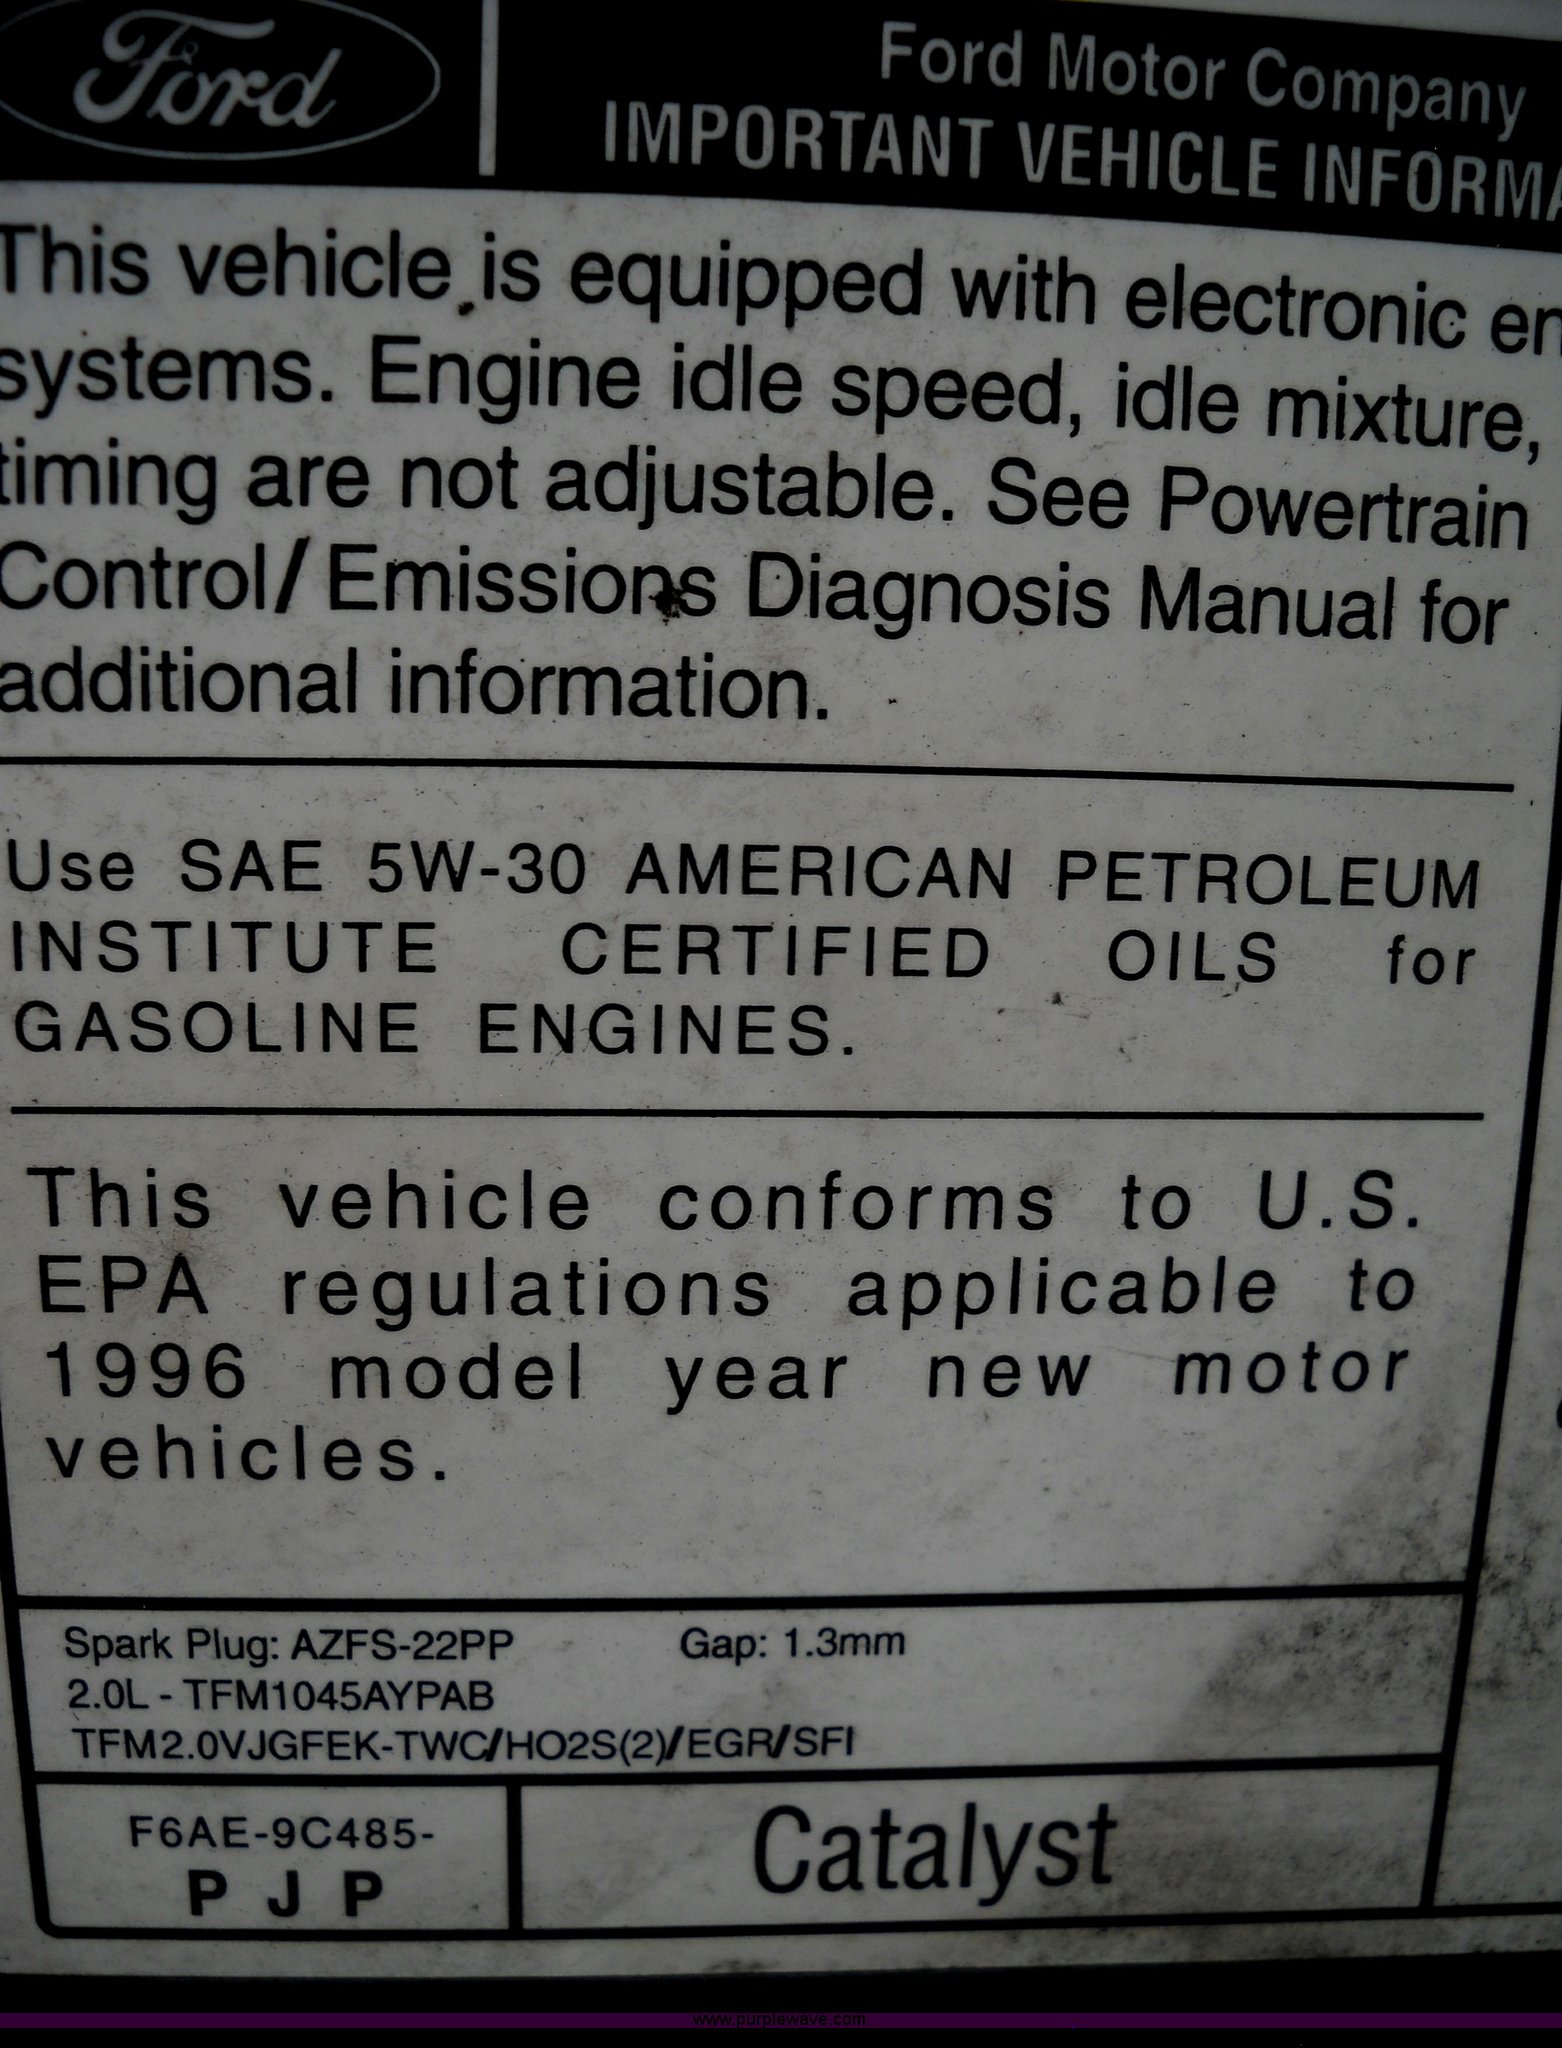 Ford
Ford Motor Company
IMPORTANT VEHICLE INFORMA
This vehicle is equipped with electronic en
systems. Engine idle speed, idle mixture,
timing are not adjustable. See Powertrain
Control/Emissions Diagnosis Manual for
additional information.
Use SAE 5W-30 AMERICAN PETROLEUM
INSTITUTE CERTIFIED OILS for
GASOLINE ENGINES.
This vehicle conforms to U.S.
EPA regulations applicable to
1996 model year new motor
vehicles.
Spark Plug: AZFS-22PP Gap: 1.3mm
2.0L - TFM1045AYPAB
TFM2.0VJGFEK-TWC/HO2S(2)/EGR/SFI
F6AE-9C485-
P J P
Catalyst
www.purplewave.com